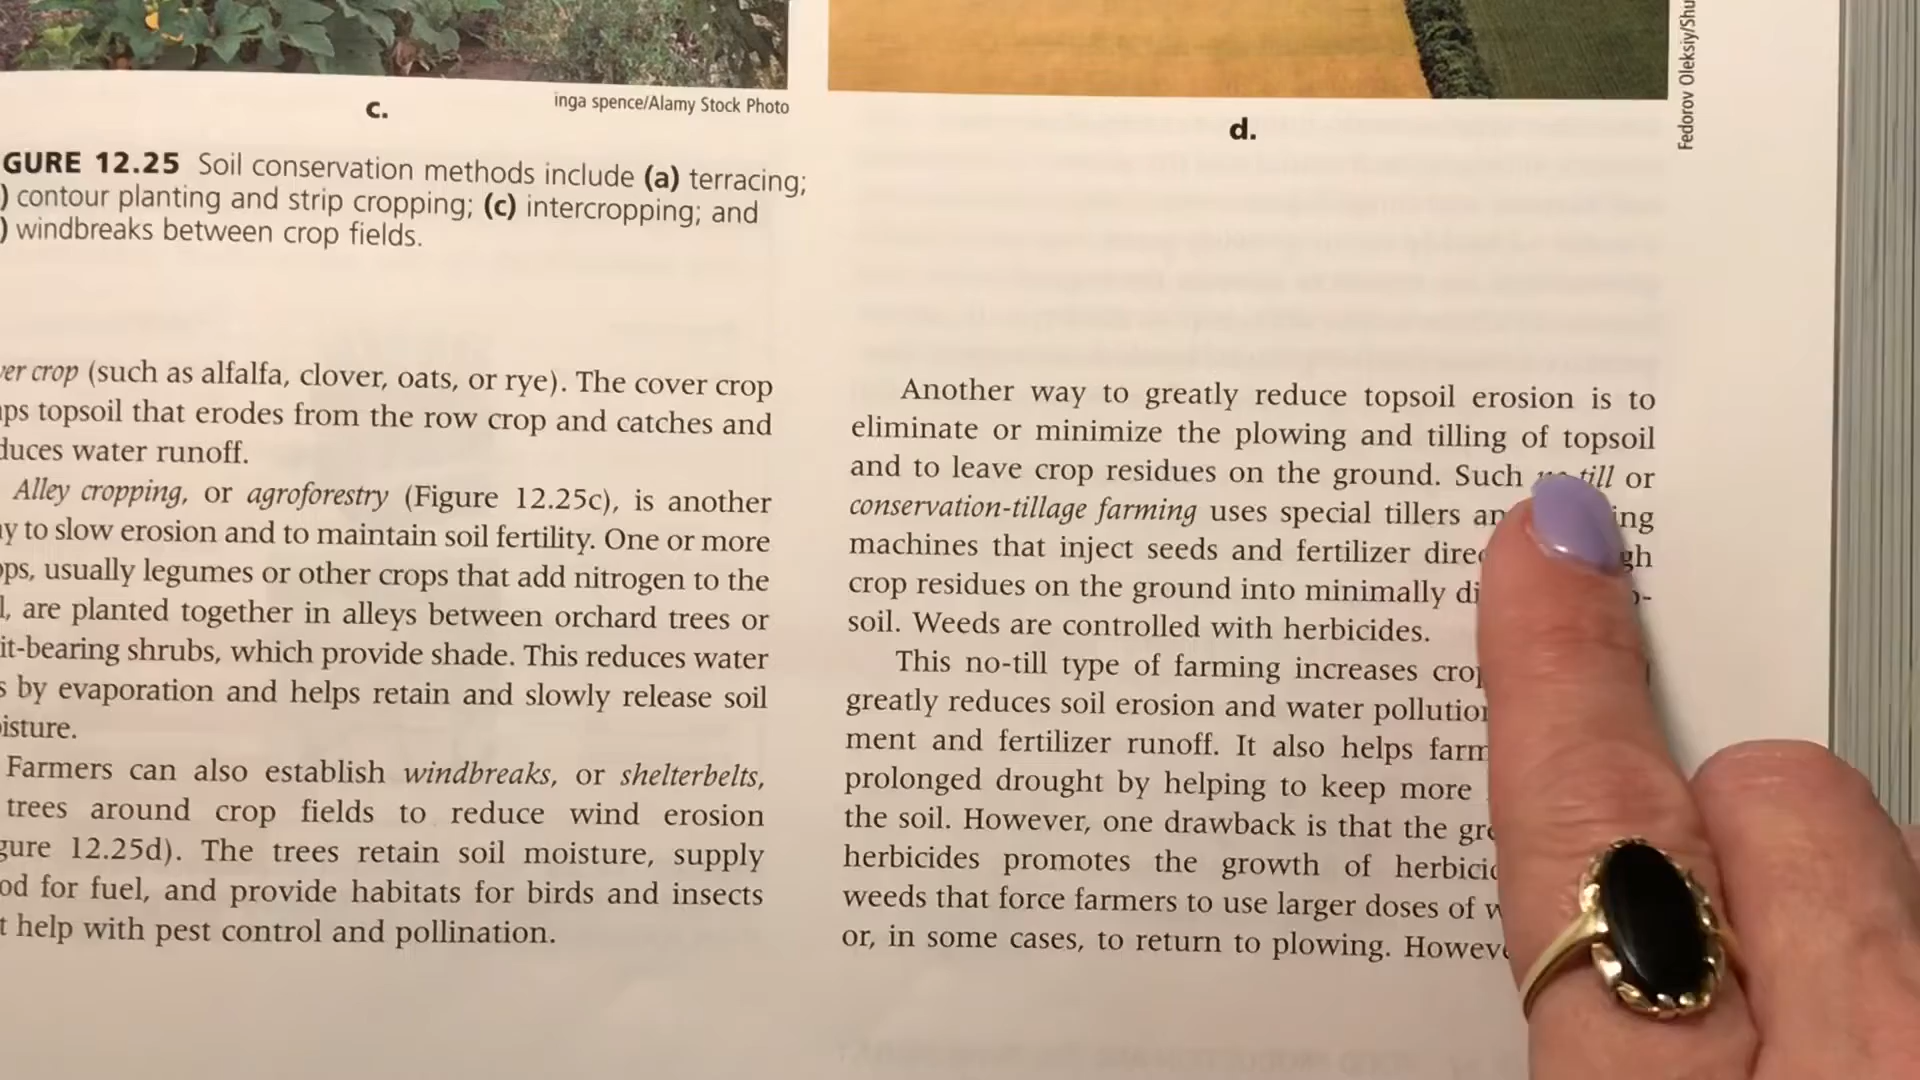 c.
inga spence/Alamy Stock Photo
GURE 12.25 Soil conservation methods include (a) terracing;
) contour planting and strip cropping; (c) intercropping; and
) windbreaks between crop fields.
er crop (such as alfalfa, clover, oats, or rye). The cover crop
ps topsoil that erodes from the row crop and catches and
duces water runoff.
Alley cropping, or agroforestry (Figure 12.25c), is another
y to slow erosion and to maintain soil fertility. One or more
ps, usually legumes or other crops that add nitrogen to the
l, are planted together in alleys between orchard trees or
it-bearing shrubs, which provide shade. This reduces water
s by evaporation and helps retain and slowly release soil
isture.
Farmers can also establish windbreaks, or shelterbelts,
trees around crop fields to reduce wind erosion
gure 12.25d). The trees retain soil moisture, supply
od for fuel, and provide habitats for birds and insects
t help with pest control and pollination.
d.
Fedorov Oleksiy/Shu
Another way to greatly reduce topsoil erosion is to
eliminate or minimize the plowing and tilling of topsoil
and to leave crop residues on the ground. Such till or
conservation-tillage farming uses special tillers an ing
machines that inject seeds and fertilizer direc gh
crop residues on the ground into minimally di o-
soil. Weeds are controlled with herbicides.
This no-till type of farming increases crop
greatly reduces soil erosion and water pollution
ment and fertilizer runoff. It also helps farm
prolonged drought by helping to keep more
the soil. However, one drawback is that the gre
herbicides promotes the growth of herbicid
weeds that force farmers to use larger doses of w
or, in some cases, to return to plowing. Howeve